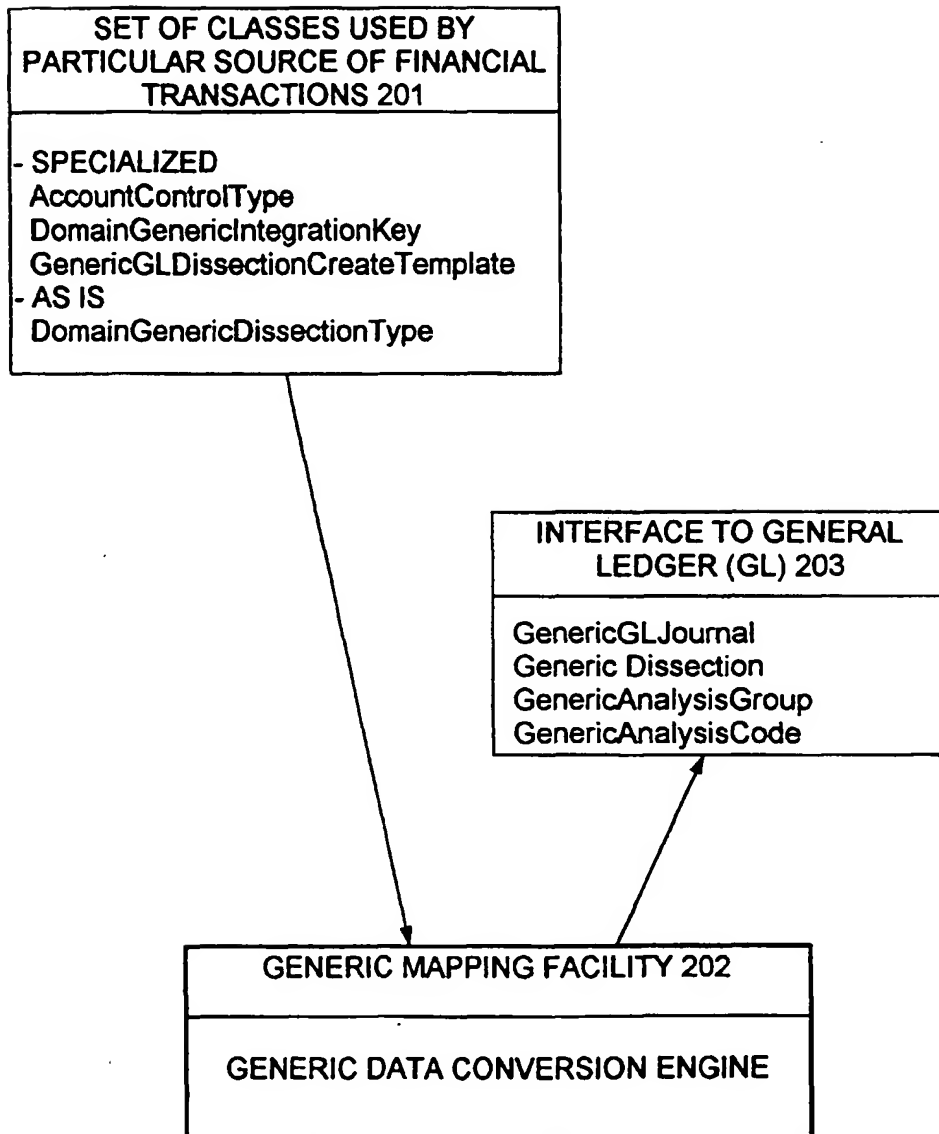 SET OF CLASSES USED BY
PARTICULAR SOURCE OF FINANCIAL
TRANSACTIONS 201
- SPECIALIZED
AccountControlType
DomainGenericIntegrationKey
GenericGLDissectionCreateTemplate
- AS IS
DomainGenericDissectionType
INTERFACE TO GENERAL
LEDGER (GL) 203
GenericGLJournal
Generic Dissection
GenericAnalysisGroup
GenericAnalysisCode
GENERIC MAPPING FACILITY 202
GENERIC DATA CONVERSION ENGINE